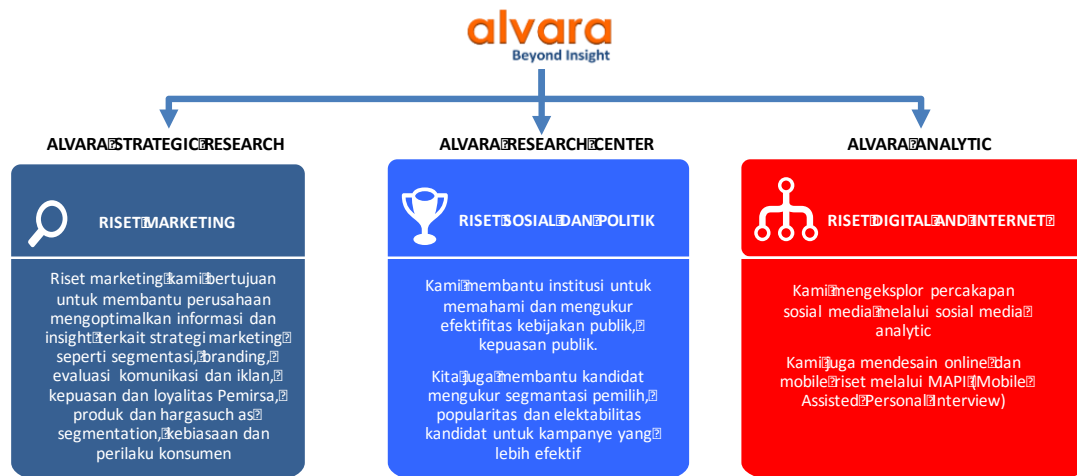 alvara
Beyond Insight
ALVARA STRATEGIC RESEARCH
RISET MARKETING
Riset marketing kami bertujuan
untuk membantu perusahaan
mengoptimalkan informasi dan
insight terkait strategi marketing
seperti segmentasi, branding,
evaluasi komunikasi dan iklan,
kepuasan dan loyalitas Pemirsa,
produk dan hargasuch as
segmentation, kebiasaan dan
perilaku konsumen
ALVARA RESEARCH CENTER
RISET SOSIAL DAN POLITIK
Kami membantu institusi untuk
memahami dan mengukur
efektifitas kebijakan publik,
kepuasan publik.
Kita juga membantu kandidat
mengukur segmantasi pemilih,
popularitas dan elektabilitas
kandidat untuk kampanye yang
lebih efektif
ALVARA ANALYTIC
RISET DIGITAL AND INTERNET
Kami mengeksplor percakapan
sosial media melalui sosial media
analytic
Kami juga mendesain online dan
mobile riset melalui MAPI (Mobile
Assisted Personal Interview)